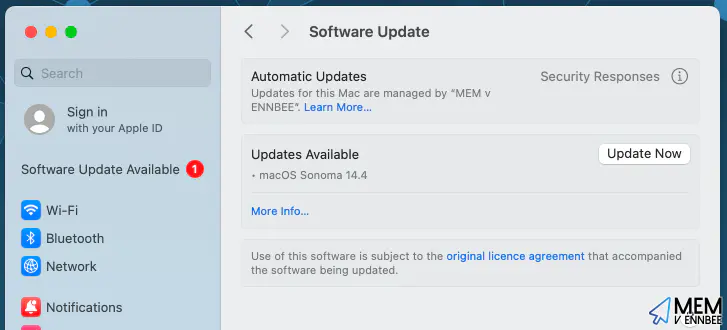 Software Update
Search
Sign in
with your Apple ID
Software Update Available 1
Wi-Fi
Bluetooth
Network
Notifications
Automatic Updates
Security Responses
Updates for this Mac are managed by “MEM v
ENNBEE”. Learn More...
Updates Available
Update Now
• macOS Sonoma 14.4
More Info...
Use of this software is subject to the original licence agreement that accompanied
the software being updated.
MEM
V ENNBEE